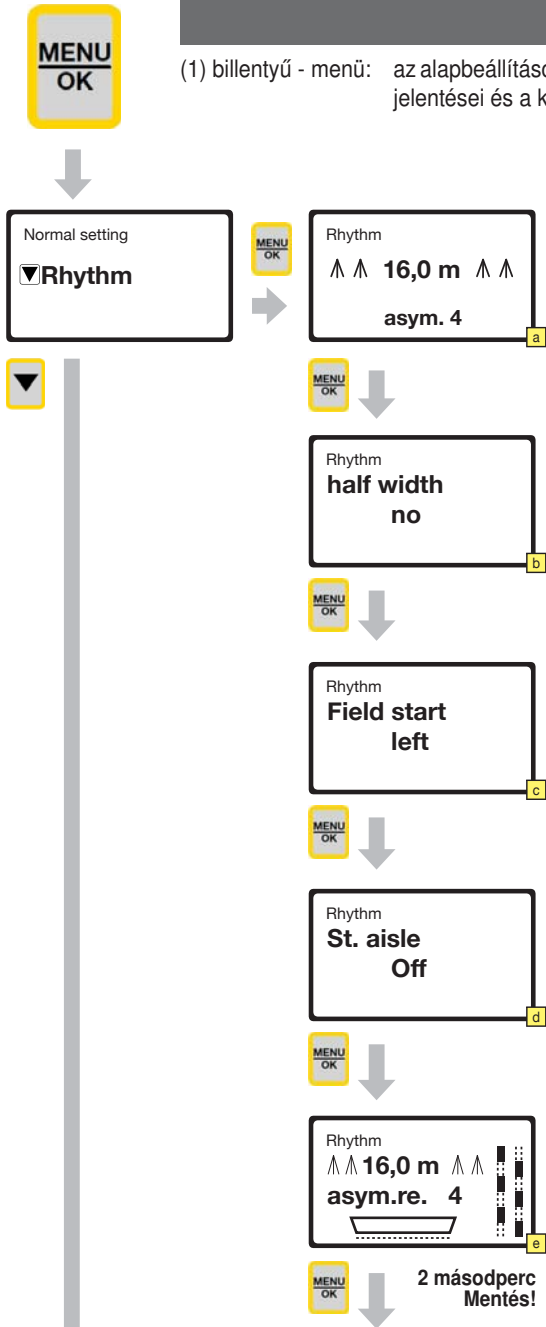 MENU
OK
(1) billentyű - menü: az alapbeállításo
jelentései és a k
Normal setting
▼Rhythm
MENU
OK
Rhythm
16,0 m
asym. 4
a
▼
MENU
OK
Rhythm
half width
no
b
MENU
OK
Rhythm
Field start
left
c
MENU
OK
Rhythm
St. aisle
Off
d
MENU
OK
Rhythm
16,0 m
asym.re. 4
e
MENU
OK
2 másodperc
Mentés!